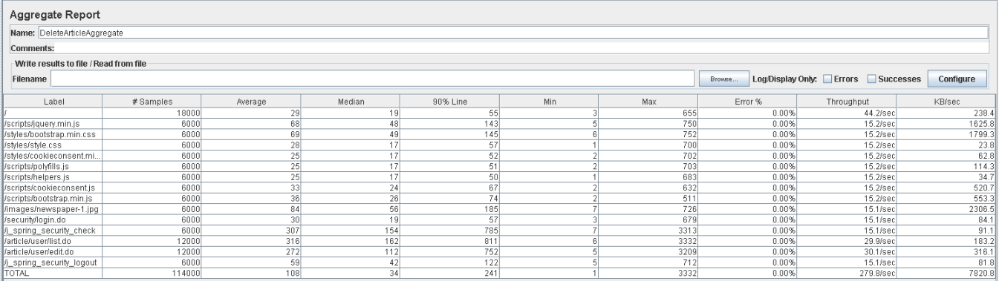 Aggregate Report
Name: DeleteArticleAggregate
Comments:
Write results to file / Read from file
Filename Browse... Log/Display Only: Errors Successes Configure
Label # Samples Average Median 90% Line Min Max Error % Throughput KB/sec
/ 18000 29 19 55 3 655 0.00% 44.2/sec 238.4
/scripts/jquery.min.js 6000 68 48 143 5 750 0.00% 15.2/sec 1625.8
/styles/bootstrap.min.css 6000 69 49 145 6 752 0.00% 15.2/sec 1799.3
/styles/style.css 6000 28 17 57 1 700 0.00% 15.2/sec 23.8
/styles/cookieconsent.mi... 6000 25 17 52 2 702 0.00% 15.2/sec 62.8
/scripts/polyfills.js 6000 25 17 51 2 703 0.00% 15.2/sec 114.3
/scripts/helpers.js 6000 25 17 50 1 683 0.00% 15.2/sec 34.7
/scripts/cookieconsent.js 6000 33 24 67 2 632 0.00% 15.2/sec 520.7
/scripts/bootstrap.min.js 6000 36 26 74 2 511 0.00% 15.2/sec 553.3
/images/newspaper-1.jpg 6000 84 56 185 7 726 0.00% 15.1/sec 2306.5
/security/login.do 6000 30 19 57 3 679 0.00% 15.1/sec 84.1
/j_spring_security_check 6000 307 154 785 7 3313 0.00% 15.1/sec 91.1
/article/user/list.do 12000 316 162 811 6 3332 0.00% 29.9/sec 183.2
/article/user/edit.do 12000 272 112 752 5 3209 0.00% 30.1/sec 316.1
/j_spring_security_logout 6000 59 42 122 5 712 0.00% 15.1/sec 81.8
TOTAL 114000 108 34 241 1 3332 0.00% 279.8/sec 7820.8